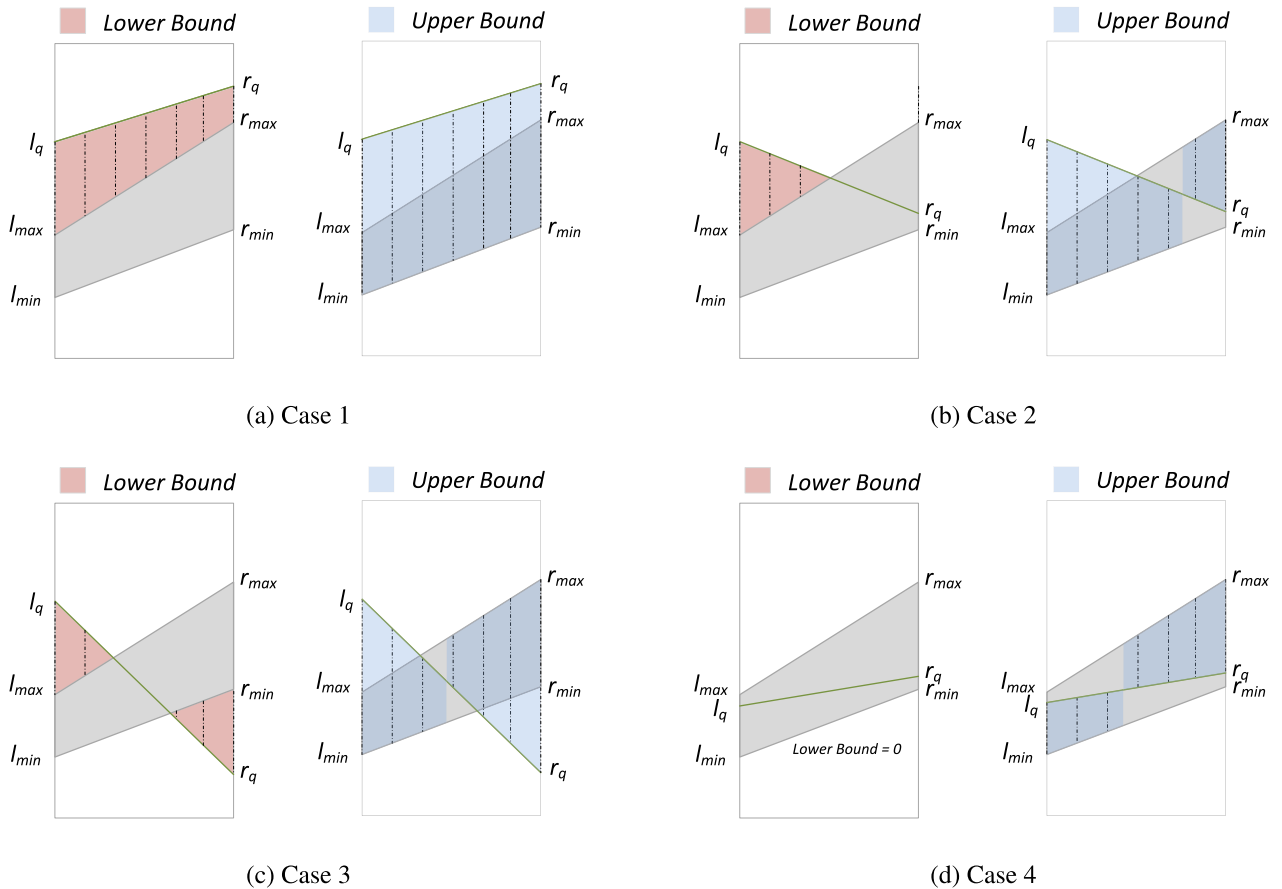 Lower Bound
Upper Bound
l_q
r_q
r_max
l_max
r_min
l_min
l_q
r_q
r_max
l_max
r_min
l_min
(a) Case 1
Lower Bound
Upper Bound
l_q
r_max
r_q
l_max
r_min
l_min
l_q
r_max
r_q
l_max
r_min
l_min
(b) Case 2
Lower Bound
Upper Bound
r_max
l_q
l_max
r_min
l_min
r_q
r_max
l_q
l_max
r_min
l_min
r_q
(c) Case 3
Lower Bound
Upper Bound
r_max
r_q
l_max
r_min
l_q
l_min
Lower Bound = 0
r_max
r_q
l_max
r_min
l_q
l_min
(d) Case 4